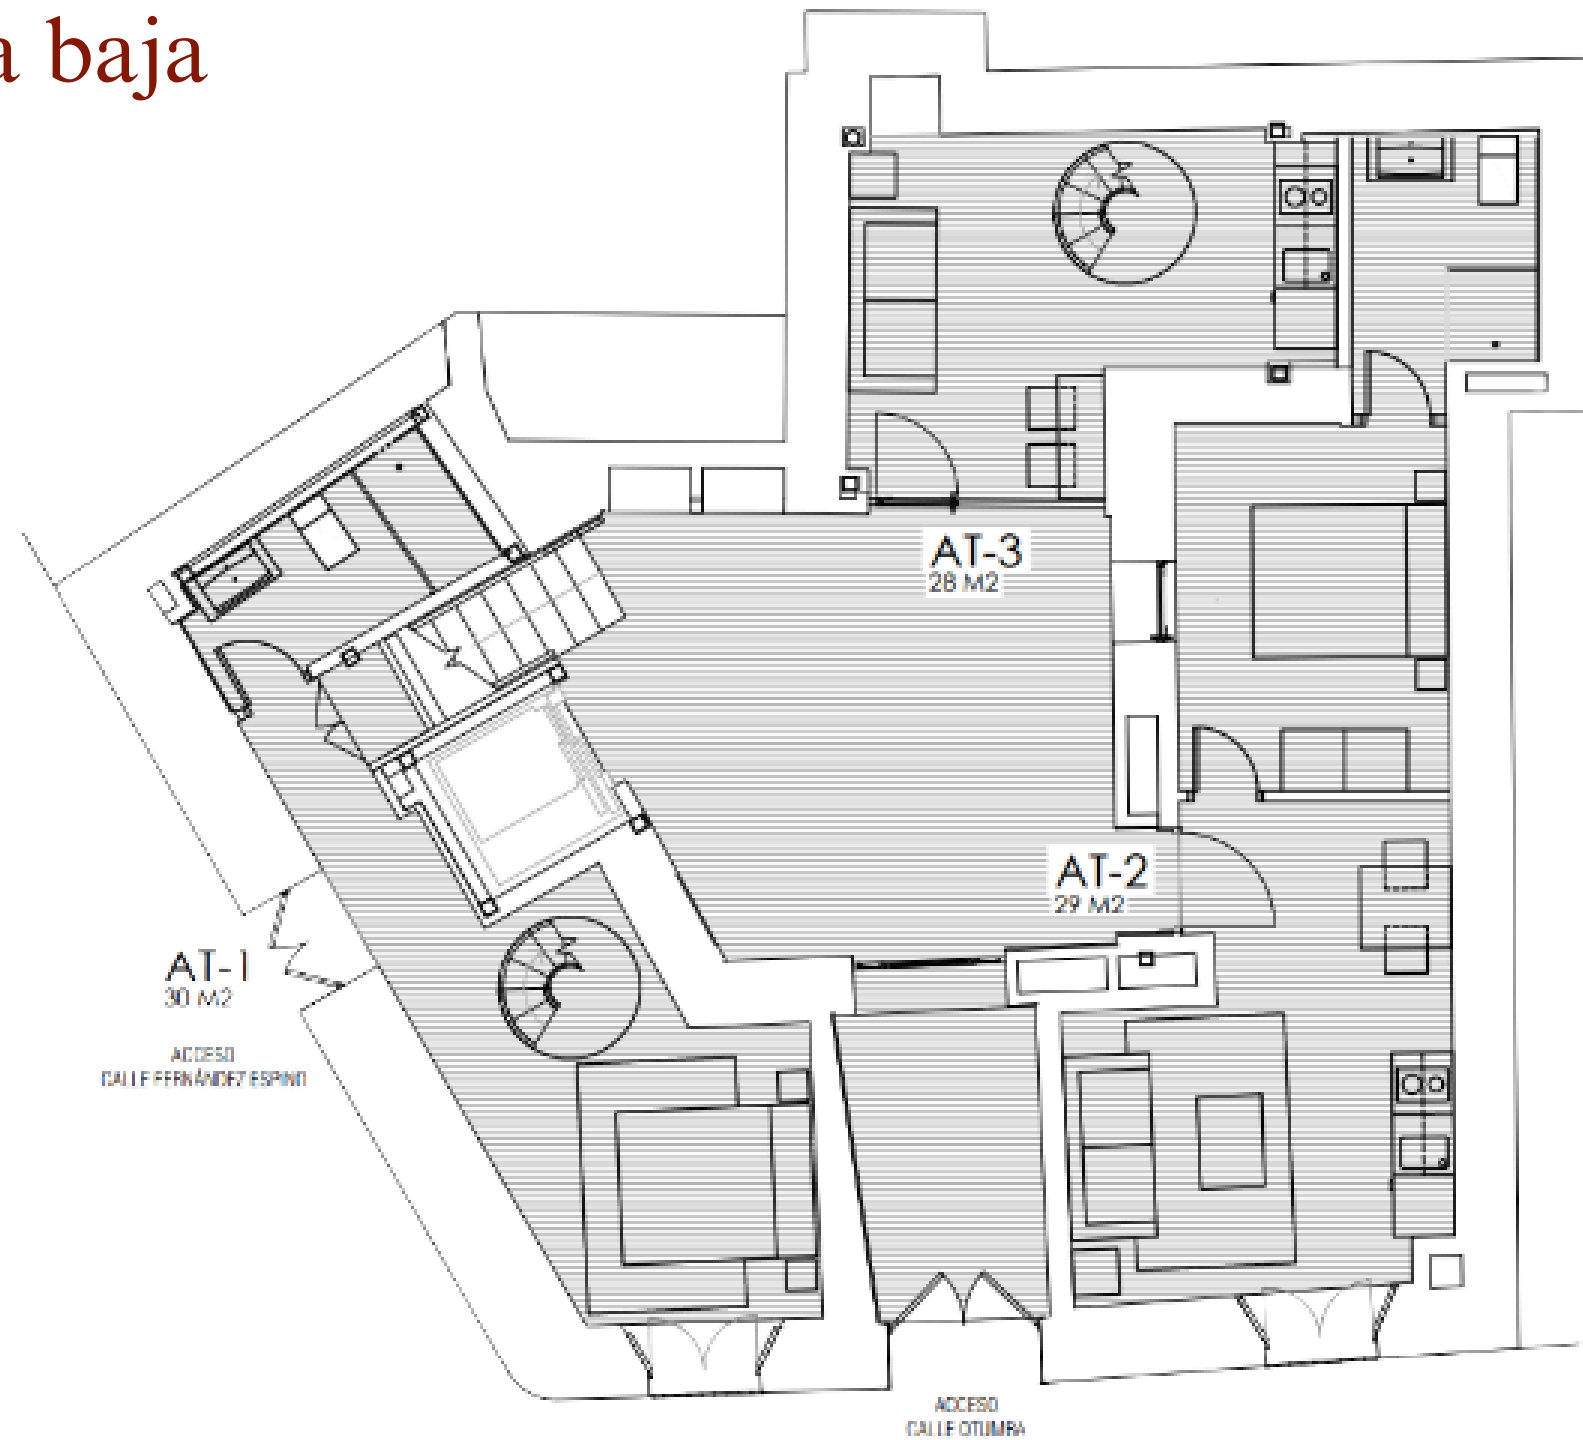 a baja
AT-3
28 M2
AT-2
29 M2
AT-1
30 M2
ACCESO
CALLE FERNÁNDEZ ESPINO
ACCESO
CALLE OTUMBA